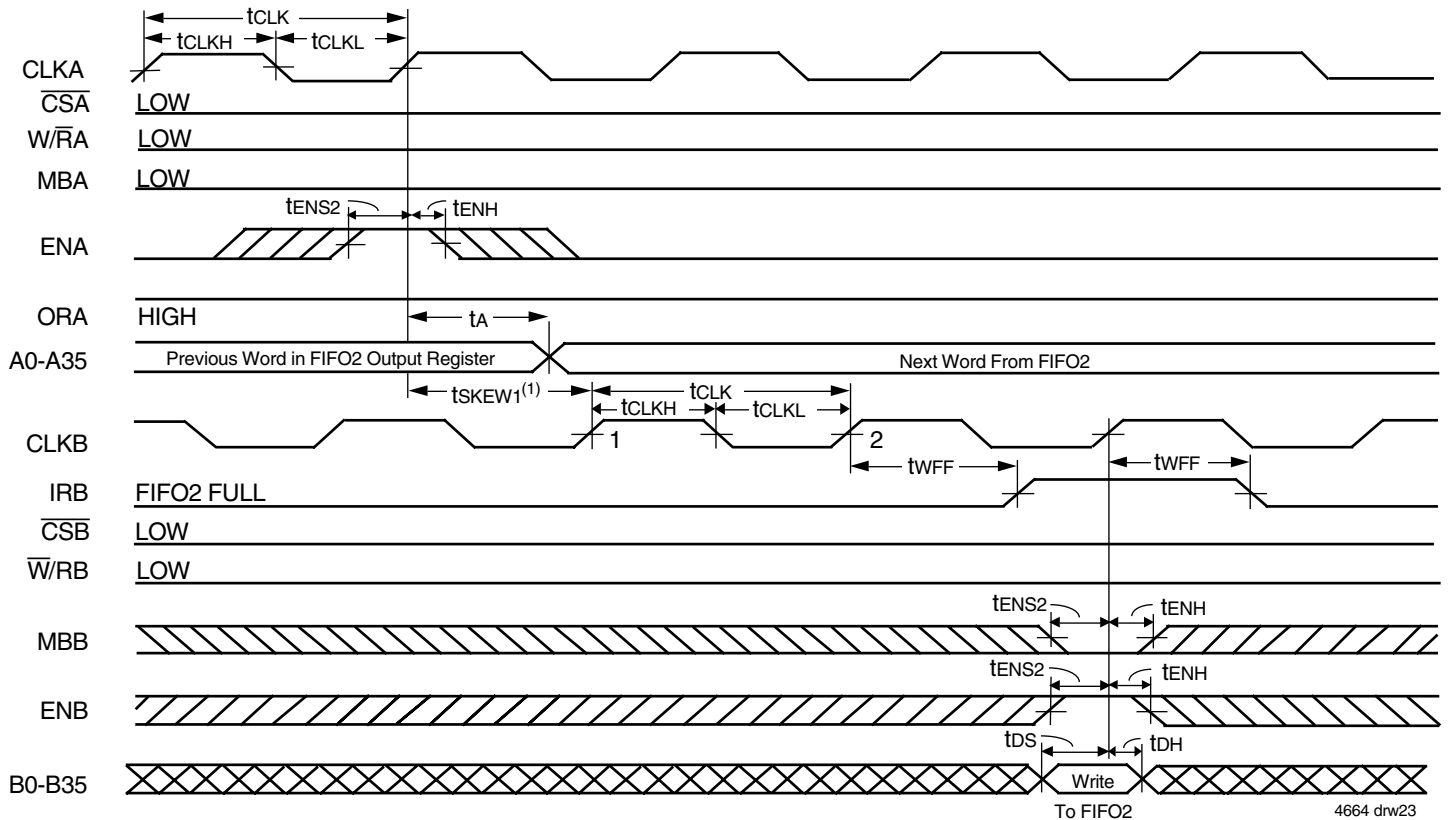 tCLK
tCLKH tCLKL
CLKA
CSA LOW
W/RA LOW
MBA LOW
tENS2 tENH
ENA
ORA HIGH
tA
A0-A35 Previous Word in FIFO2 Output Register Next Word From FIFO2
tSKEW1(1) tCLK
tCLKH tCLKL
CLKB 1 2
tWFF tWFF
IRB FIFO2 FULL
CSB LOW
W/RB LOW
tENS2 tENH
MBB
tENS2 tENH
ENB
tDS tDH
B0-B35 Write
To FIFO2 4664 drw23